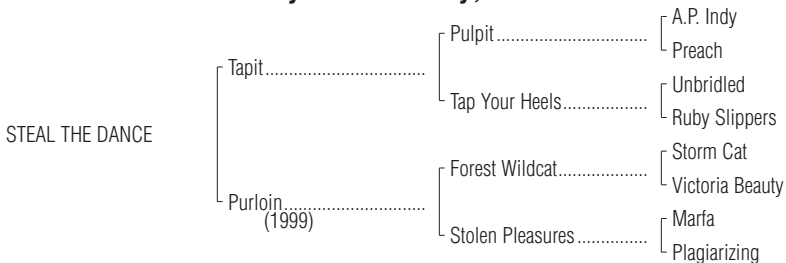 A.P. Indy
Pulpit................................
Preach
Tapit..................................
Unbridled
Tap Your Heels..................
Ruby Slippers
STEAL THE DANCE
Storm Cat
Forest Wildcat...................
Victoria Beauty
Purloin..............................
(1999)
Marfa
Stolen Pleasures ...............
Plagiarizing